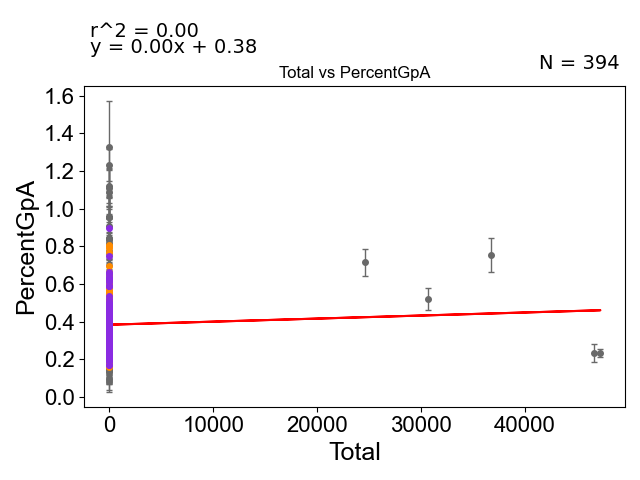 r^2 = 0.00
y = 0.00x + 0.38
N = 394
Total vs PercentGpA
1.6
1.4
1.2
1.0
0.8
0.6
0.4
0.2
0.0
PercentGpA
0 10000 20000 30000 40000
Total